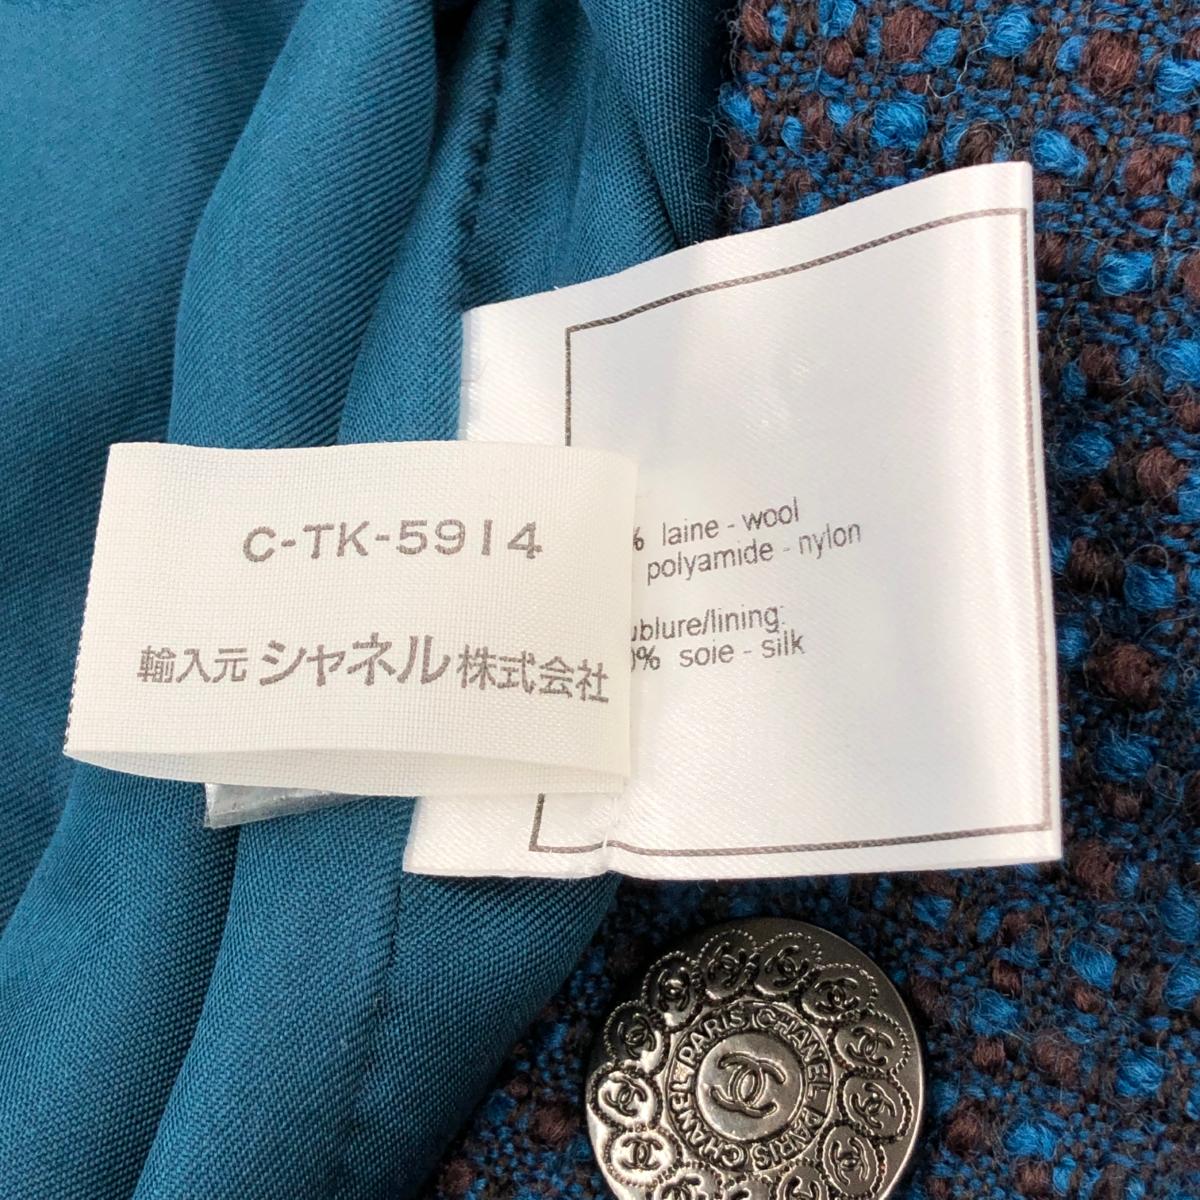 C-TK-5914
輸入元 シャネル株式会社
% laine - wool
polyamide - nylon
ublure/lining:
0% soie - silk
CHANEL PARIS CHANEL PARIS